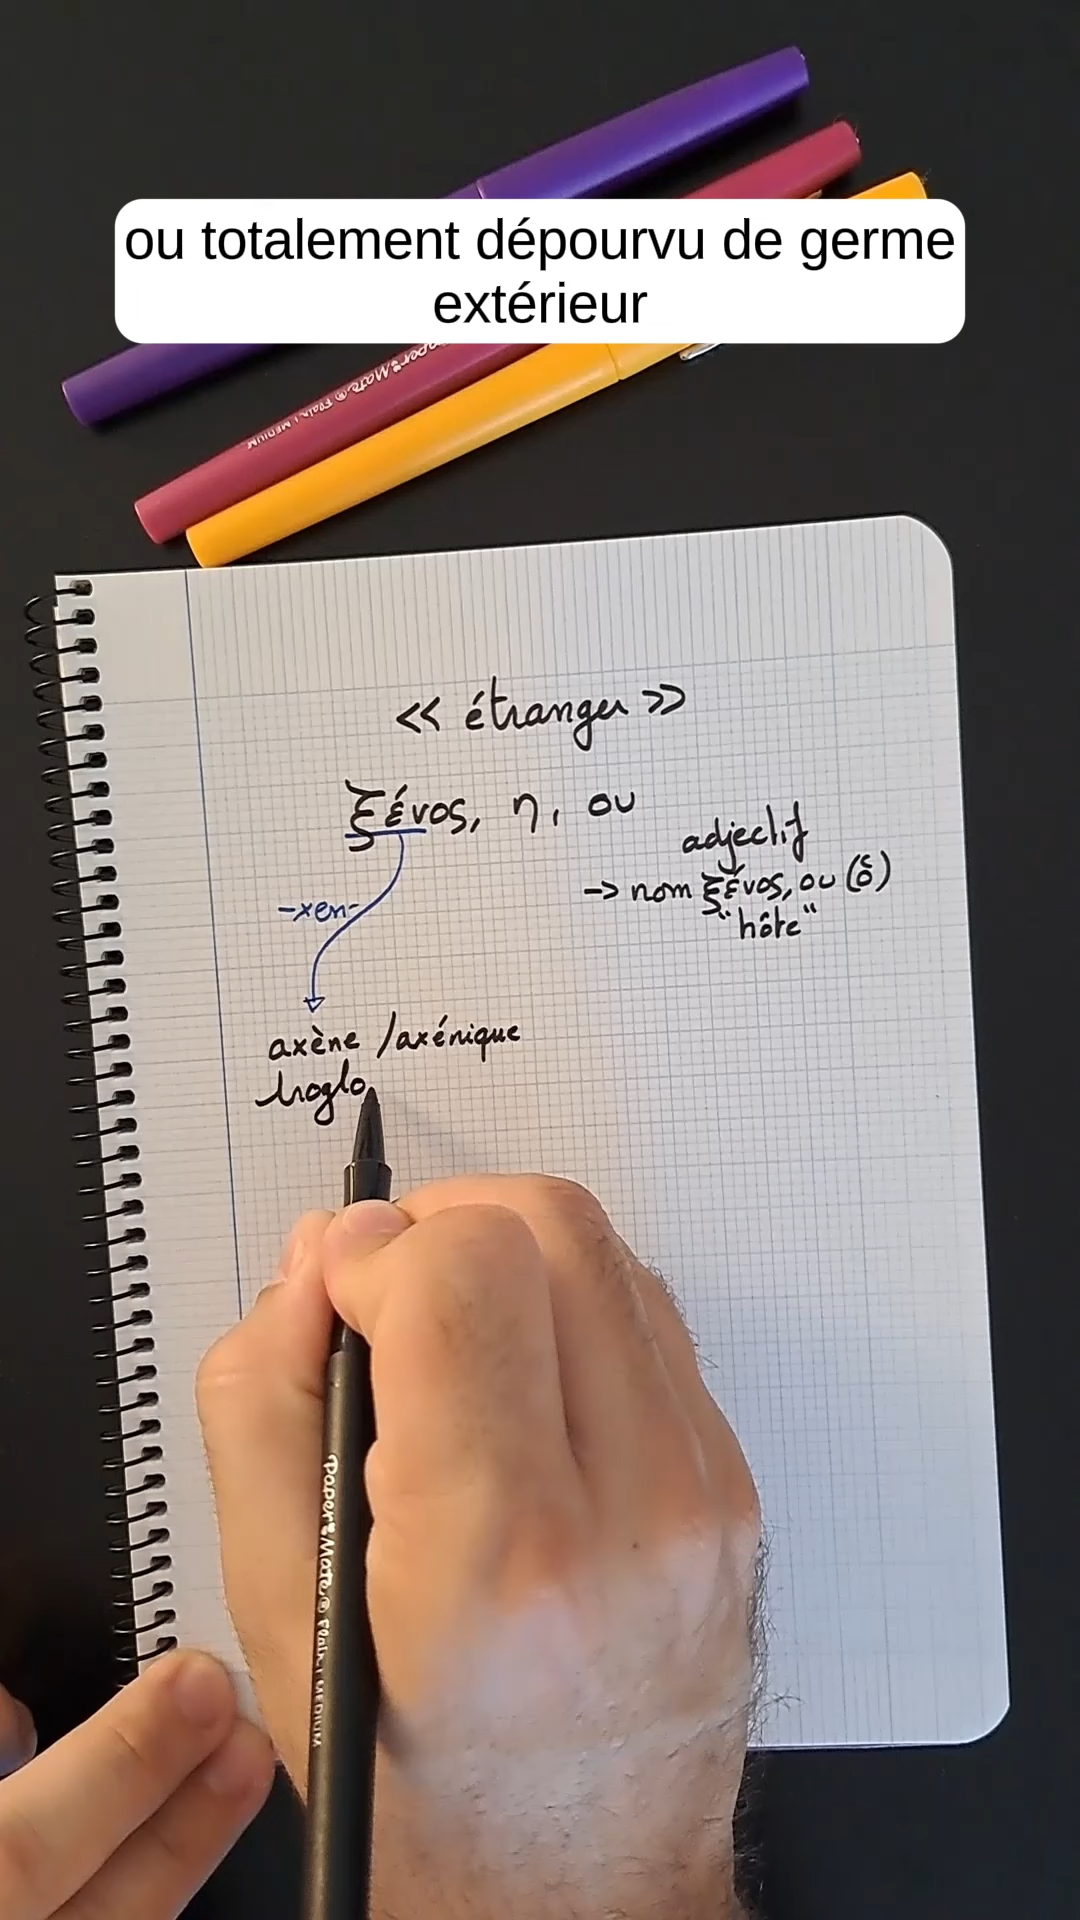 ou totalement dépourvu de germe
extérieur
Paper Mate® Flair MEDIUM
« étranger »
ξένος, η, ου
adjectif
-> nom ξένος, ου (ὁ)
"hôte"
-xen-
axène / axénique
troglo
Paper Mate® Flair MEDIUM